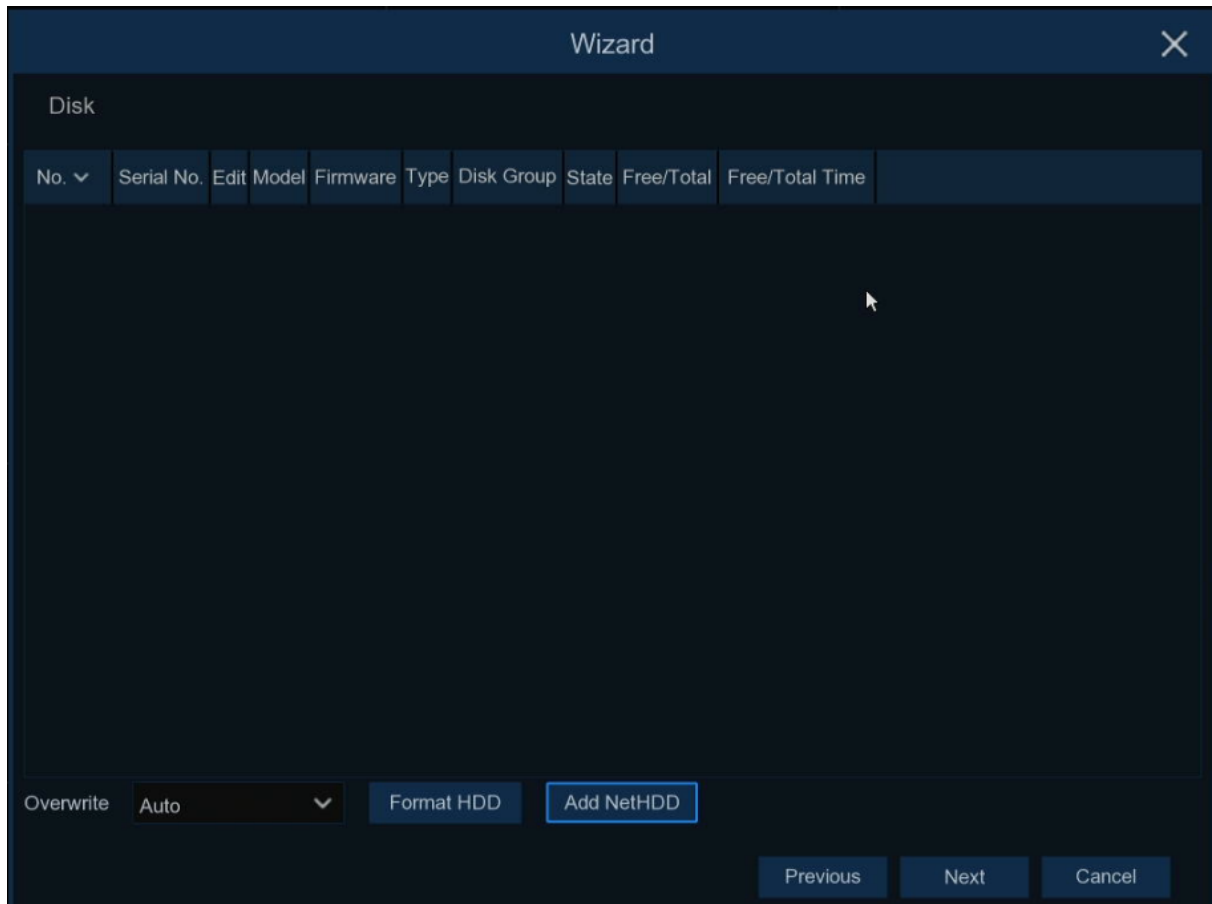 Wizard
Disk
No. Serial No. Edit Model Firmware Type Disk Group State Free/Total Free/Total Time
Overwrite Auto Format HDD Add NetHDD
Previous Next Cancel